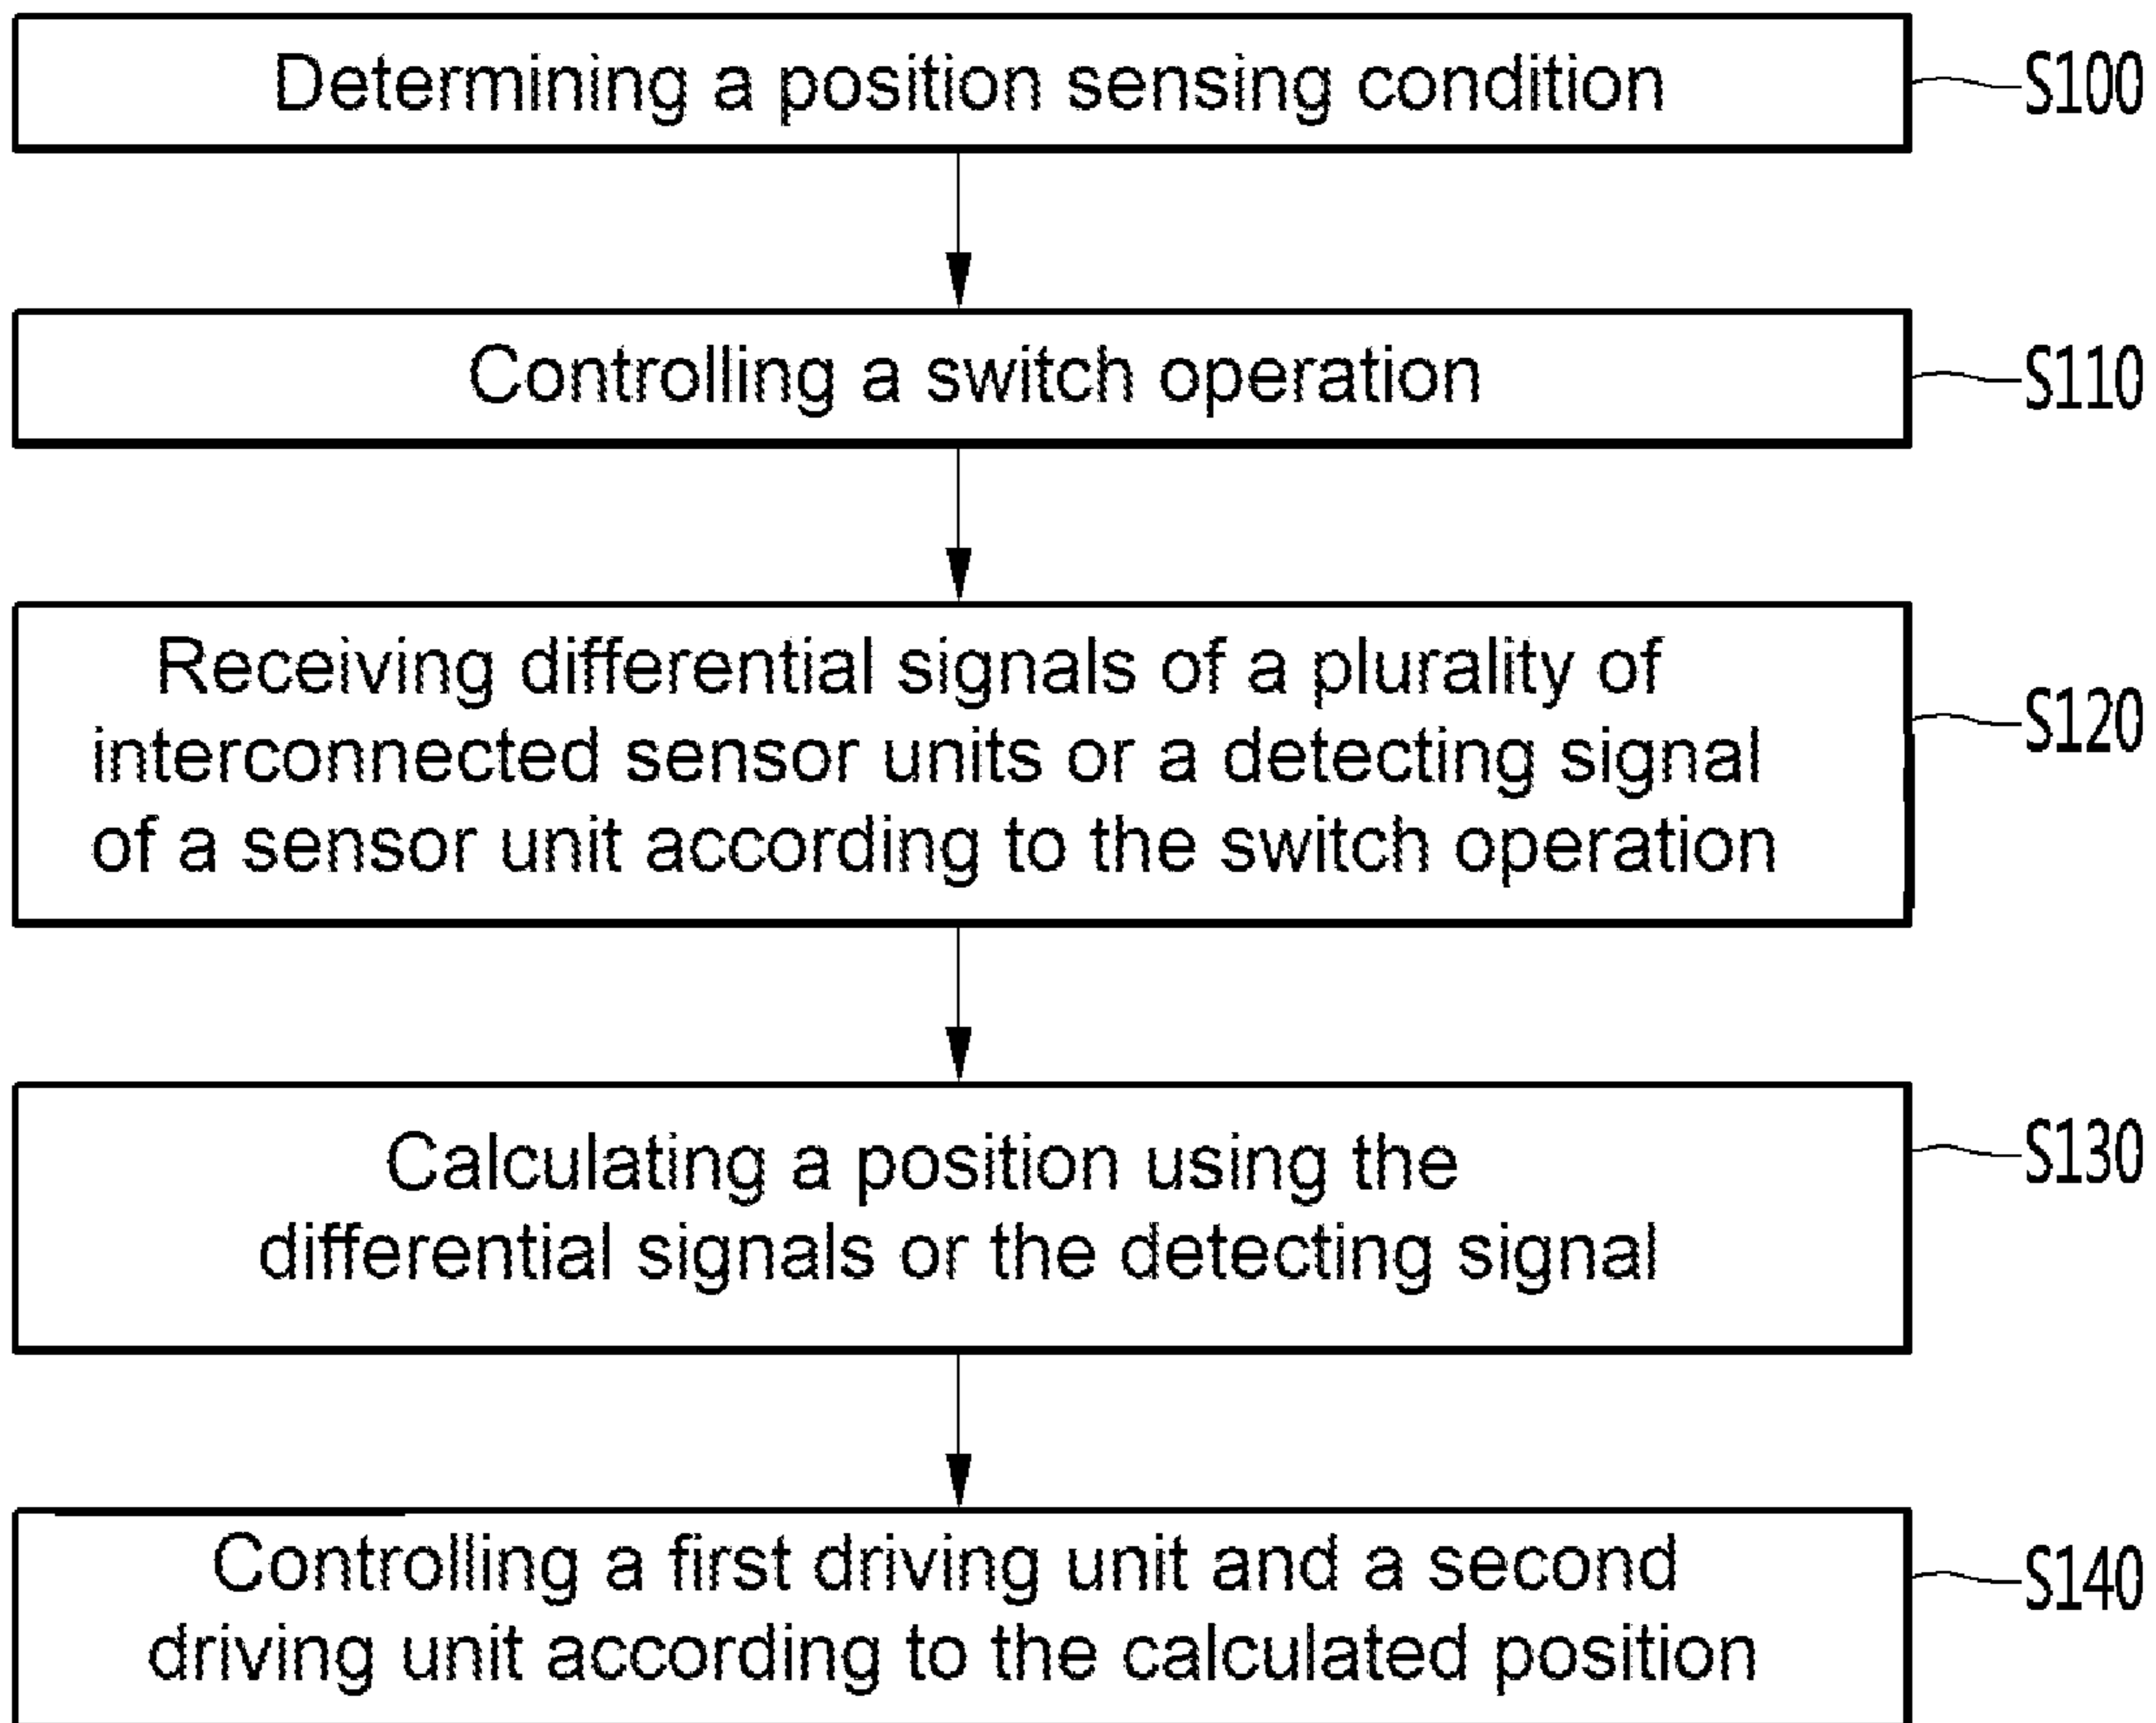 Determining a position sensing condition
S100
Controlling a switch operation
S110
Receiving differential signals of a plurality of
interconnected sensor units or a detecting signal
of a sensor unit according to the switch operation
S120
Calculating a position using the
differential signals or the detecting signal
S130
Controlling a first driving unit and a second
driving unit according to the calculated position
S140